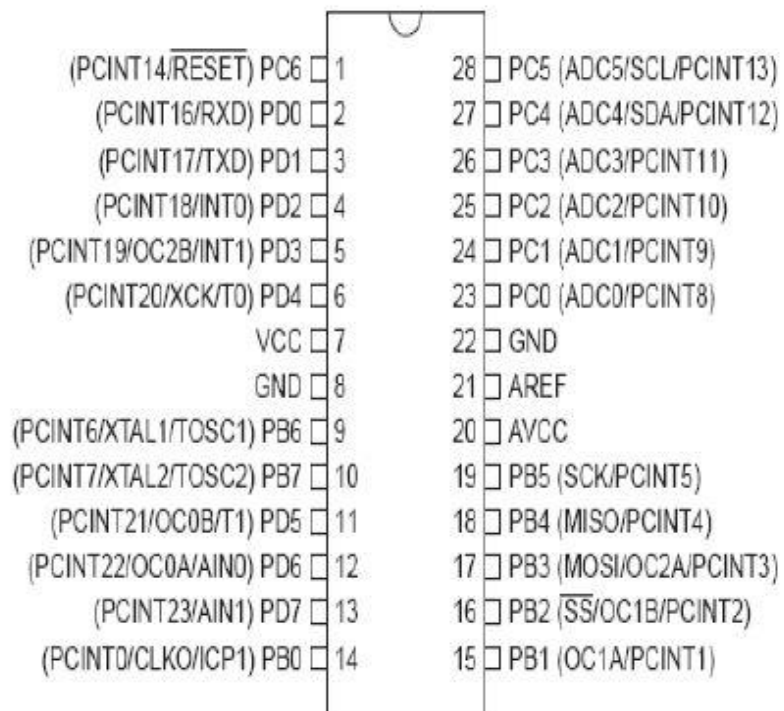 (PCINT14/RESET) PC6 1 28 PC5 (ADC5/SCL/PCINT13)
(PCINT16/RXD) PD0 2 27 PC4 (ADC4/SDA/PCINT12)
(PCINT17/TXD) PD1 3 26 PC3 (ADC3/PCINT11)
(PCINT18/INT0) PD2 4 25 PC2 (ADC2/PCINT10)
(PCINT19/OC2B/INT1) PD3 5 24 PC1 (ADC1/PCINT9)
(PCINT20/XCK/T0) PD4 6 23 PC0 (ADC0/PCINT8)
VCC 7 22 GND
GND 8 21 AREF
(PCINT6/XTAL1/TOSC1) PB6 9 20 AVCC
(PCINT7/XTAL2/TOSC2) PB7 10 19 PB5 (SCK/PCINT5)
(PCINT21/OC0B/T1) PD5 11 18 PB4 (MISO/PCINT4)
(PCINT22/OC0A/AIN0) PD6 12 17 PB3 (MOSI/OC2A/PCINT3)
(PCINT23/AIN1) PD7 13 16 PB2 (SS/OC1B/PCINT2)
(PCINT0/CLKO/ICP1) PB0 14 15 PB1 (OC1A/PCINT1)